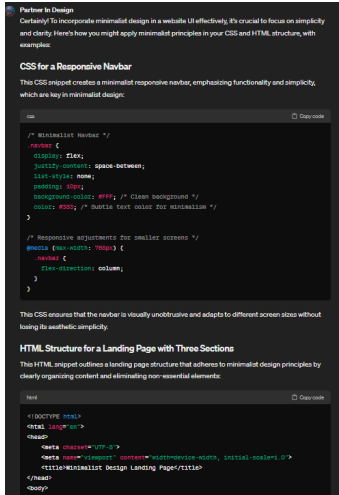 Partner In Design
Certainly! To incorporate minimalist design in a website UI effectively, it's crucial to focus on simplicity
and clarity. Here's how you might apply minimalist principles in your CSS and HTML structure, with
examples:
CSS for a Responsive Navbar
This CSS snippet creates a minimalist responsive navbar, emphasizing functionality and simplicity,
which are key in minimalist design:
css Copy code
/* Minimalist Navbar */
.navbar {
display: flex;
justify-content: space-between;
list-style: none;
padding: 10px;
background-color: #FFF; /* Clean background */
color: #333; /* Subtle text color for minimalism */
}
/* Responsive adjustments for smaller screens */
@media (max-width: 768px) {
.navbar {
flex-direction: column;
}
}
This CSS ensures that the navbar is visually unobtrusive and adapts to different screen sizes without
losing its aesthetic simplicity.
HTML Structure for a Landing Page with Three Sections
This HTML snippet outlines a landing page structure that adheres to minimalist design principles by
clearly organizing content and eliminating non-essential elements:
html Copy code
<!DOCTYPE html>
<html lang="en">
<head>
<meta charset="UTF-8">
<meta name="viewport" content="width=device-width, initial-scale=1.0">
<title>Minimalist Design Landing Page</title>
</head>
<body>